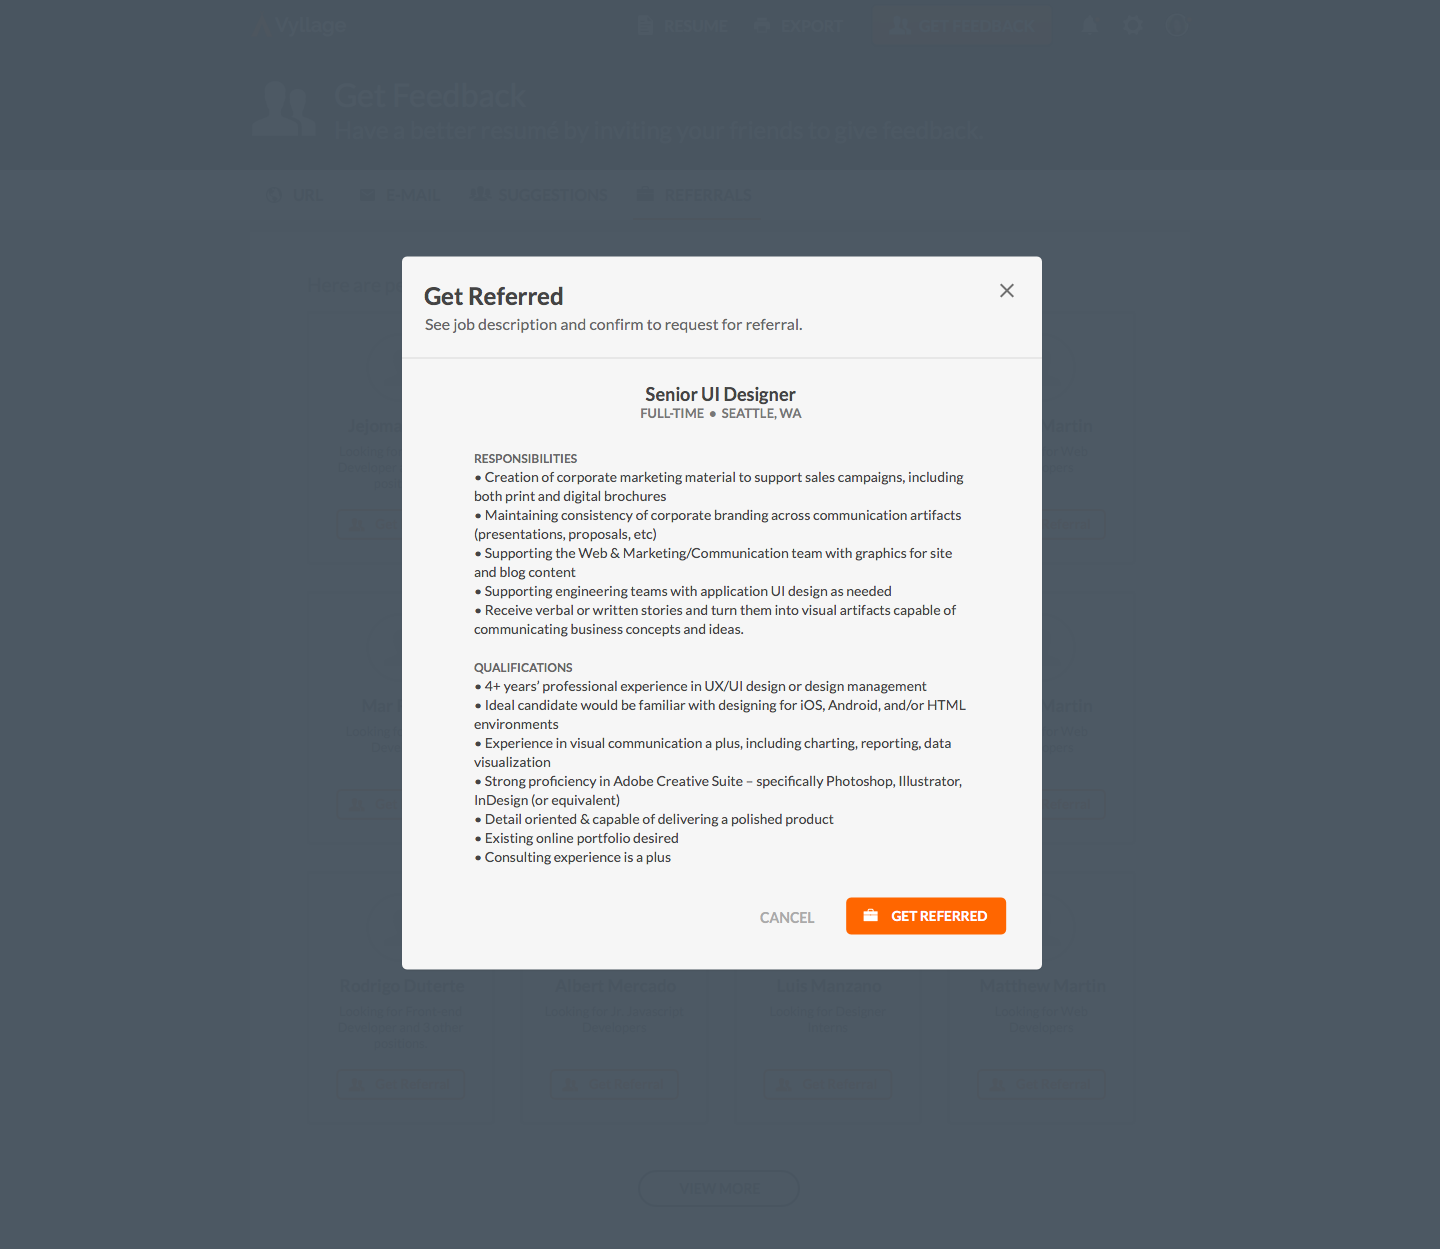 Vyllage
RESUME
EXPORT
GET FEEDBACK
Get Feedback
Have a better resume by inviting your friends to give feedback.
URL
E-MAIL
SUGGESTIONS
REFERRALS
Get Referred
See job description and confirm to request for referral.
Senior UI Designer
FULL-TIME • SEATTLE, WA
RESPONSIBILITIES
• Creation of corporate marketing material to support sales campaigns, including
both print and digital brochures
• Maintaining consistency of corporate branding across communication artifacts
(presentations, proposals, etc)
• Supporting the Web & Marketing/Communication team with graphics for site
and blog content
• Supporting engineering teams with application UI design as needed
• Receive verbal or written stories and turn them into visual artifacts capable of
communicating business concepts and ideas.
QUALIFICATIONS
• 4+ years’ professional experience in UX/UI design or design management
• Ideal candidate would be familiar with designing for iOS, Android, and/or HTML
environments
• Experience in visual communication a plus, including charting, reporting, data
visualization
• Strong proficiency in Adobe Creative Suite – specifically Photoshop, Illustrator,
InDesign (or equivalent)
• Detail oriented & capable of delivering a polished product
• Existing online portfolio desired
• Consulting experience is a plus
CANCEL
GET REFERRED
Rodrigo Duterte
Albert Mercado
Luis Manzano
Matthew Martin
Get Referral
Get Referral
Get Referral
Get Referral
VIEW MORE